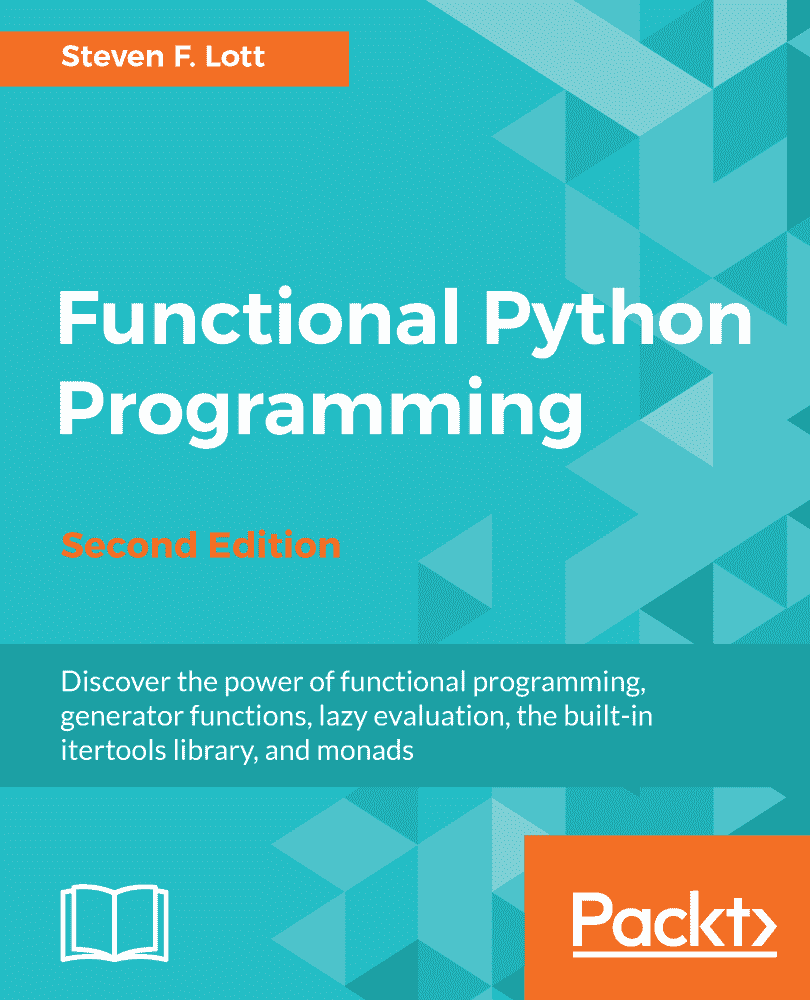 Steven F. Lott
Functional Python
Programming
Second Edition
Discover the power of functional programming,
generator functions, lazy evaluation, the built-in
itertools library, and monads
Packt>